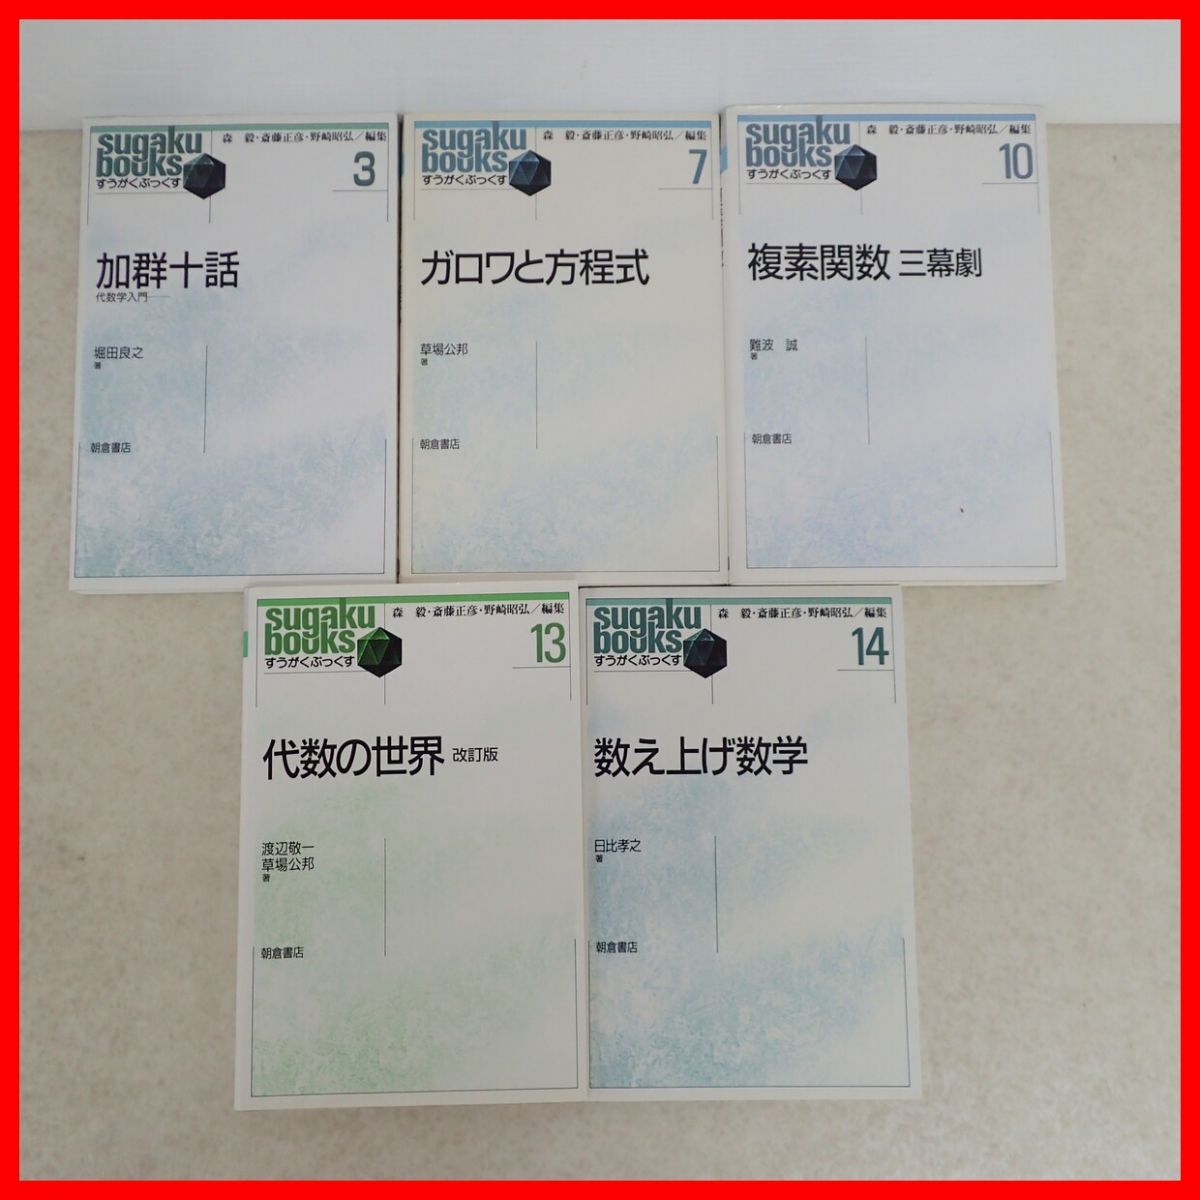 sugaku
books
すうがくぶっくす
森 毅・斎藤正彦・野崎昭弘／編集
3
加群十話
代数学入門
堀田良之
著
朝倉書店
sugaku
books
すうがくぶっくす
森 毅・斎藤正彦・野崎昭弘／編集
7
ガロワと方程式
草場公邦
著
朝倉書店
sugaku
books
すうがくぶっくす
森 毅・斎藤正彦・野崎昭弘／編集
10
複素関数 三幕劇
難波 誠
著
朝倉書店
sugaku
books
すうがくぶっくす
森 毅・斎藤正彦・野崎昭弘／編集
13
代数の世界 改訂版
渡辺敬一
草場公邦
著
朝倉書店
sugaku
books
すうがくぶっくす
森 毅・斎藤正彦・野崎昭弘／編集
14
数え上げ数学
日比孝之
著
朝倉書店